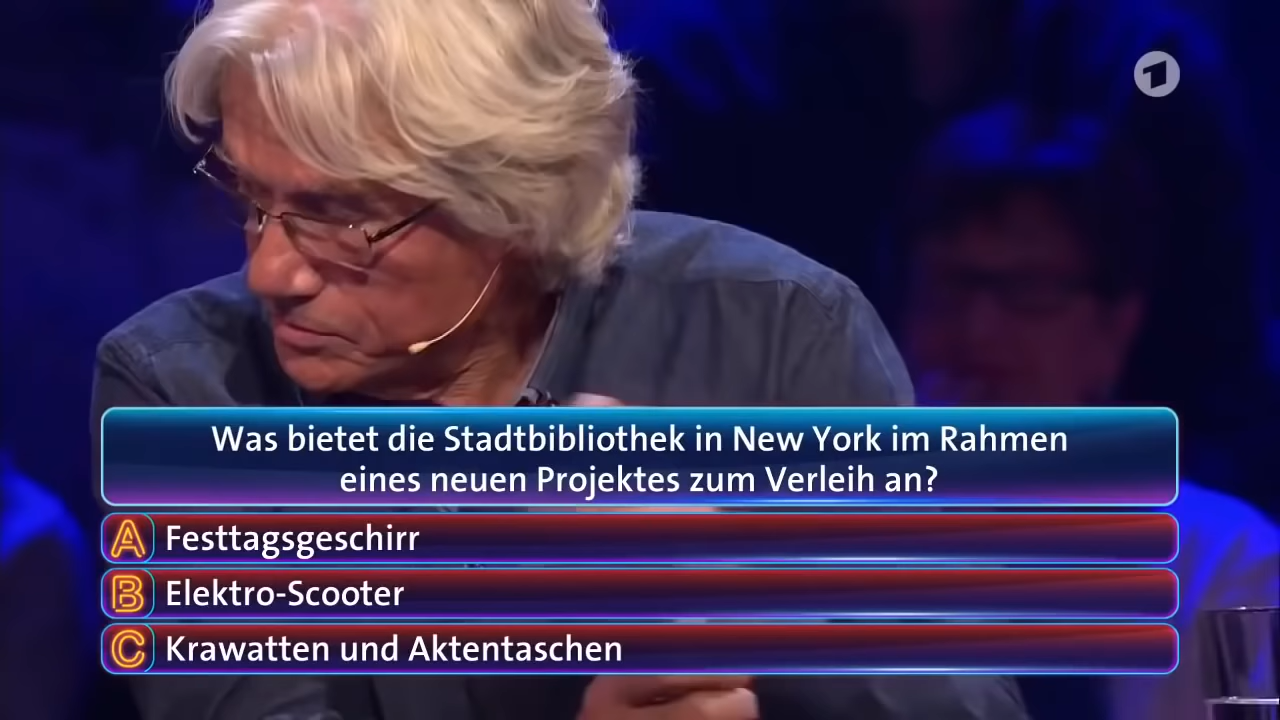 1
Was bietet die Stadtbibliothek in New York im Rahmen
eines neuen Projektes zum Verleih an?
A Festtagsgeschirr
B Elektro-Scooter
C Krawatten und Aktentaschen